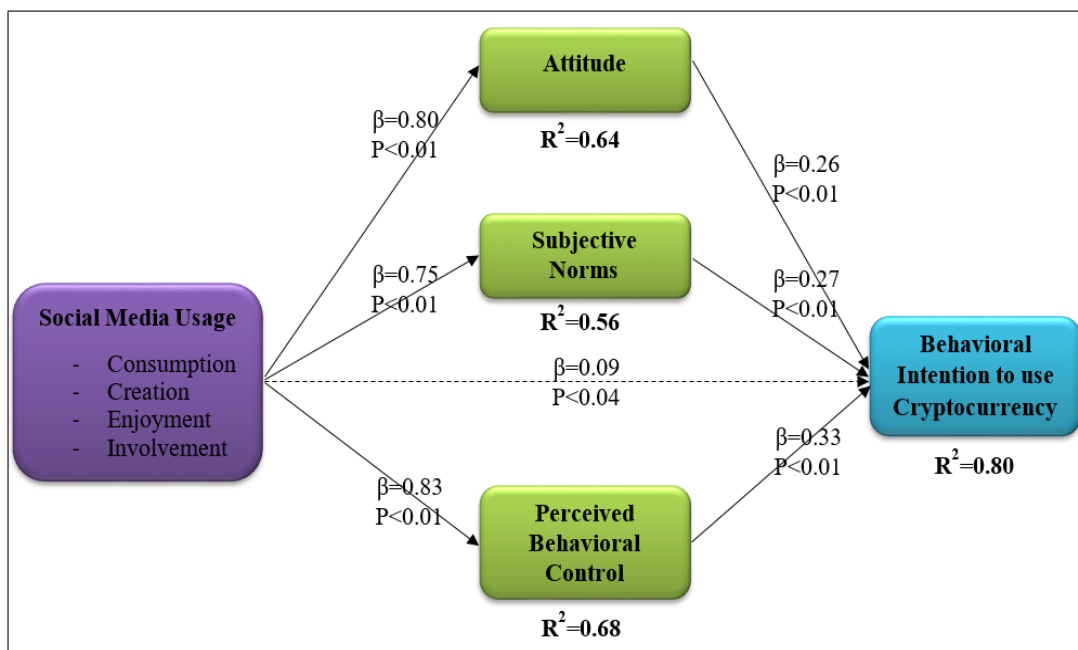 Attitude
R²=0.64
β=0.80
P<0.01
β=0.26
P<0.01
Subjective
Norms
R²=0.56
β=0.75
P<0.01
β=0.27
P<0.01
Social Media Usage
- Consumption
- Creation
- Enjoyment
- Involvement
β=0.09
P<0.04
Behavioral
Intention to use
Cryptocurrency
R²=0.80
β=0.83
P<0.01
β=0.33
P<0.01
Perceived
Behavioral
Control
R²=0.68